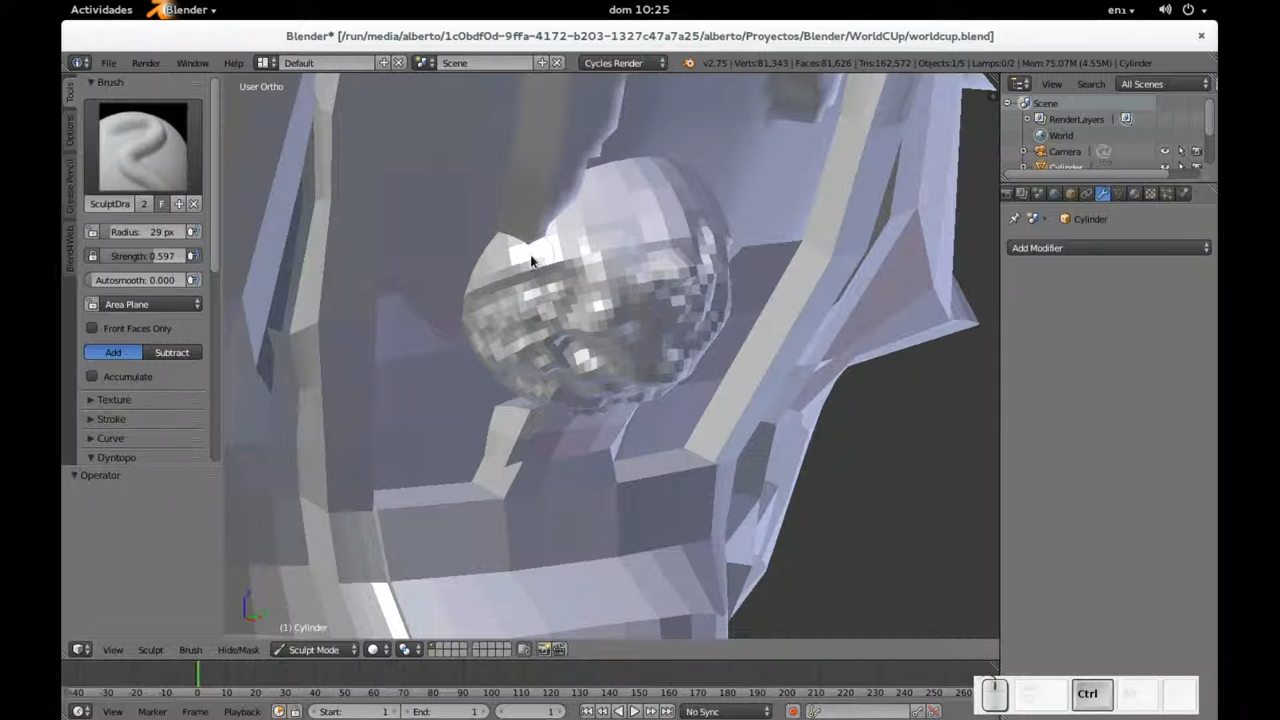 Actividades
Blender
dom 10:25
en1
Blender* [/run/media/alberto/1c0bdf0d-9ffa-4172-b203-1327c47a7a25/alberto/Proyectos/Blender/WorldCUp/worldcup.blend]
File
Render
Window
Help
Default
Scene
Cycles Render
v2.75 | Verts:81,343 | Faces:81,626 | Tris:162,572 | Objects:1/5 | Lamps:0/2 | Mem:75.07M (4.55M) | Cylinder
Tools
Options
Grease Pencil
Blend4Web
Brush
User Ortho
View
Search
All Scenes
Scene
RenderLayers
World
Camera
Cylinder
SculptDra
2
F
Radius: 29 px
Strength: 0.597
Autosmooth: 0.000
Area Plane
Front Faces Only
Add
Subtract
Accumulate
Texture
Stroke
Curve
Dyntopo
Operator
Cylinder
Add Modifier
(1) Cylinder
View
Sculpt
Brush
Hide/Mask
Sculpt Mode
-40 -30 -20 -10 0 10 20 30 40 50 60 70 80 90 100 110 120 130 140 150 160 170 180 190 200 210 220 230 240 250 260
View
Marker
Frame
Playback
Start: 1
End: 1
1
No Sync
Ctrl